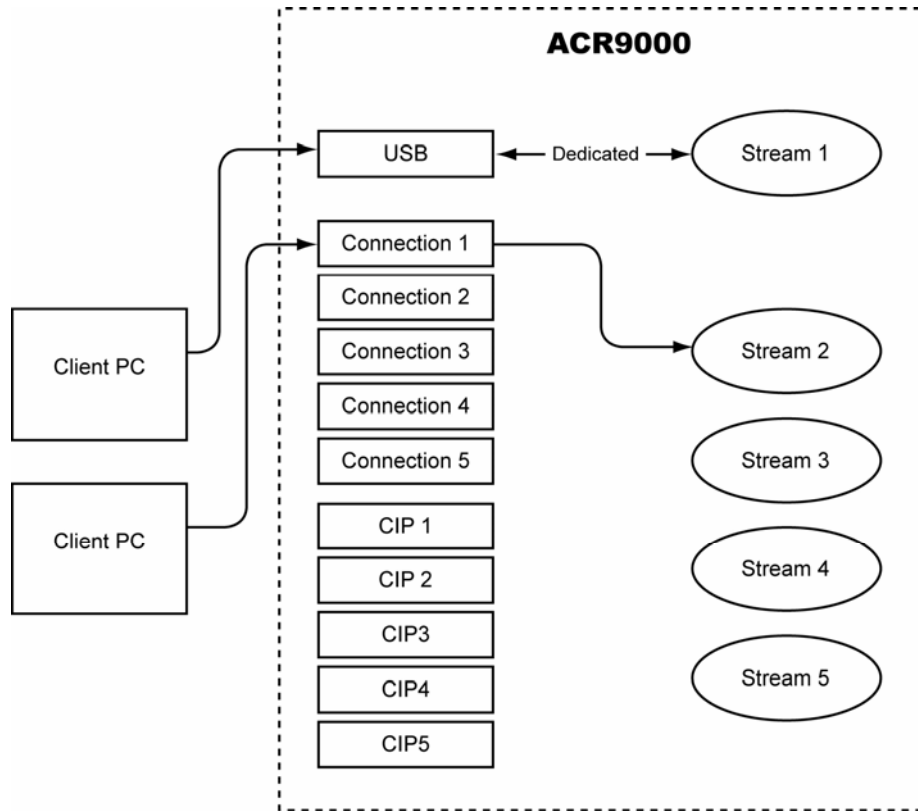 ACR9000
USB
Dedicated
Stream 1
Connection 1
Connection 2
Stream 2
Client PC
Connection 3
Connection 4
Connection 5
Stream 3
Client PC
CIP 1
CIP 2
Stream 4
CIP3
CIP4
Stream 5
CIP5